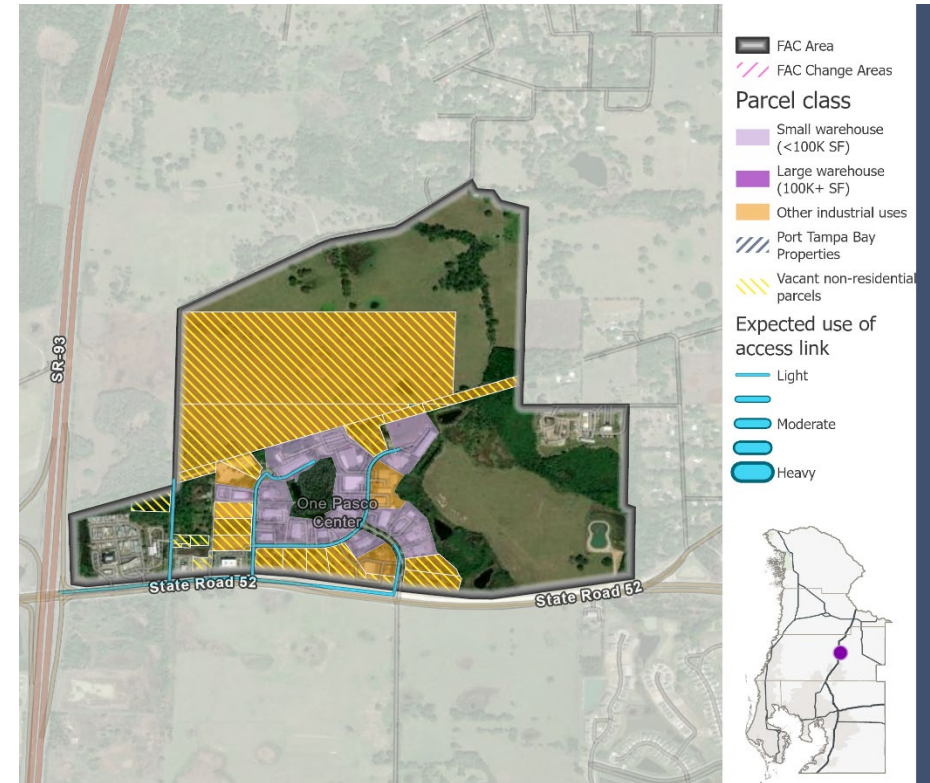 SR-93
One Pasco
Center
State Road 52
State Road 52
FAC Area
FAC Change Areas
Parcel class
Small warehouse
(<100K SF)
Large warehouse
(100K+ SF)
Other industrial uses
Port Tampa Bay
Properties
Vacant non-residential
parcels
Expected use of
access link
Light
Moderate
Heavy